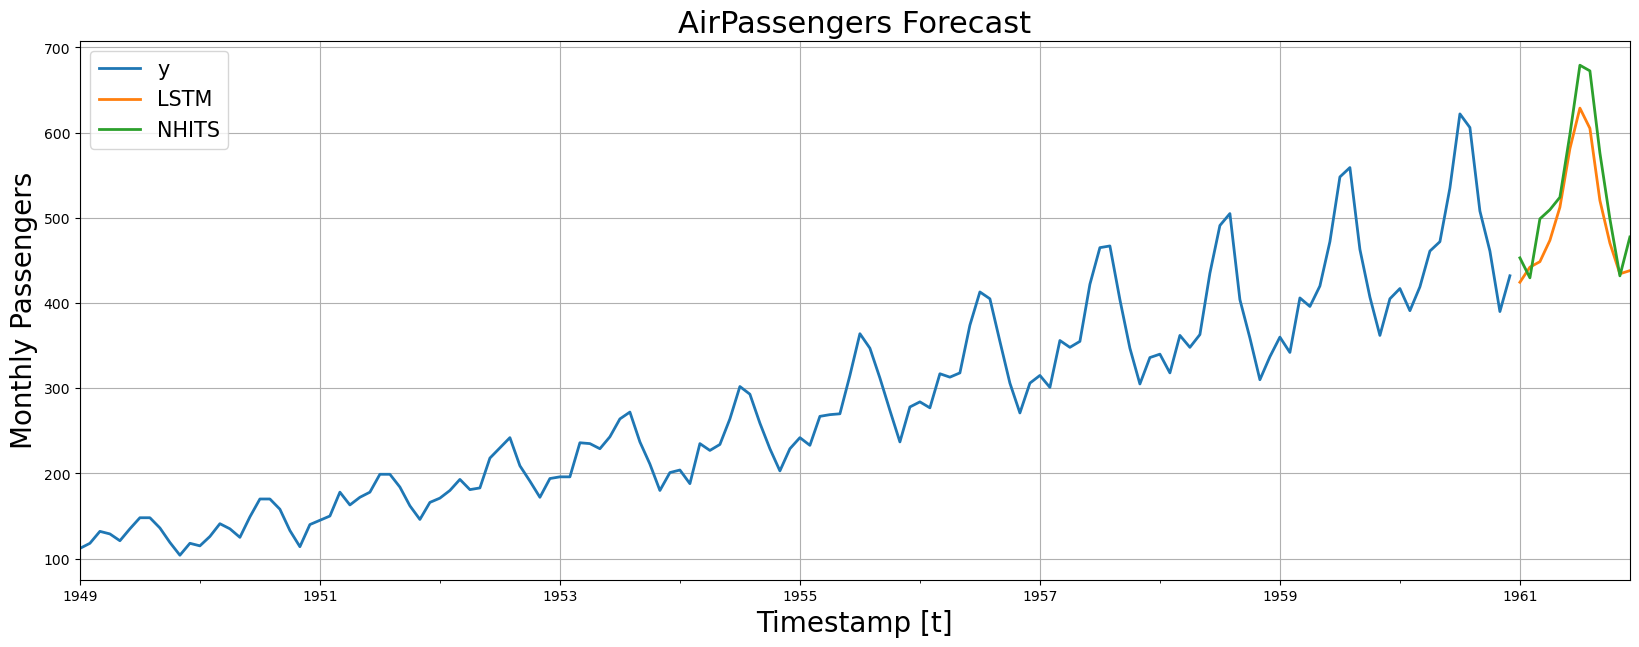 AirPassengers Forecast
700
600
500
400
300
200
100
Monthly Passengers
y
LSTM
NHITS
1949
1951
1953
1955
1957
1959
1961
Timestamp [t]